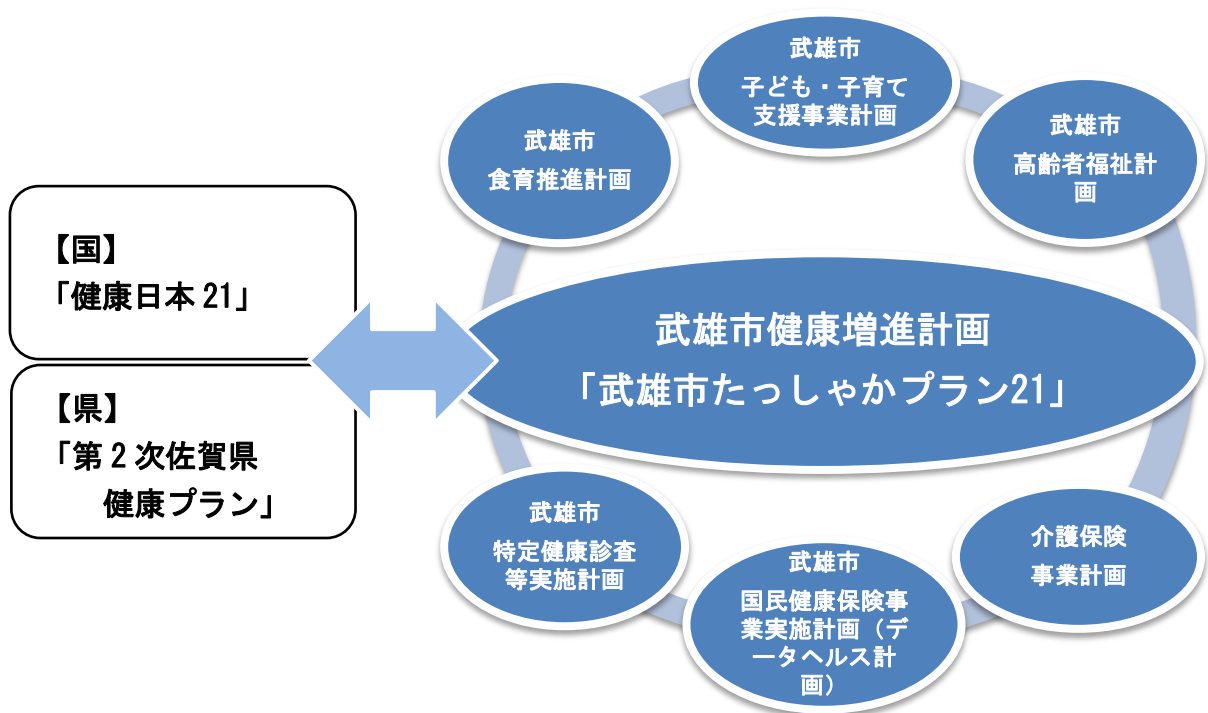 【国】
「健康日本21」
【県】
「第2次佐賀県
健康プラン」
武雄市
子ども・子育て
支援事業計画
武雄市
食育推進計画
武雄市
高齢者福祉計
画
武雄市健康増進計画
「武雄市たっしゃかプラン21」
武雄市
特定健康診査
等実施計画
武雄市
国民健康保険事
業実施計画（デ
ータヘルス計
画）
介護保険
事業計画